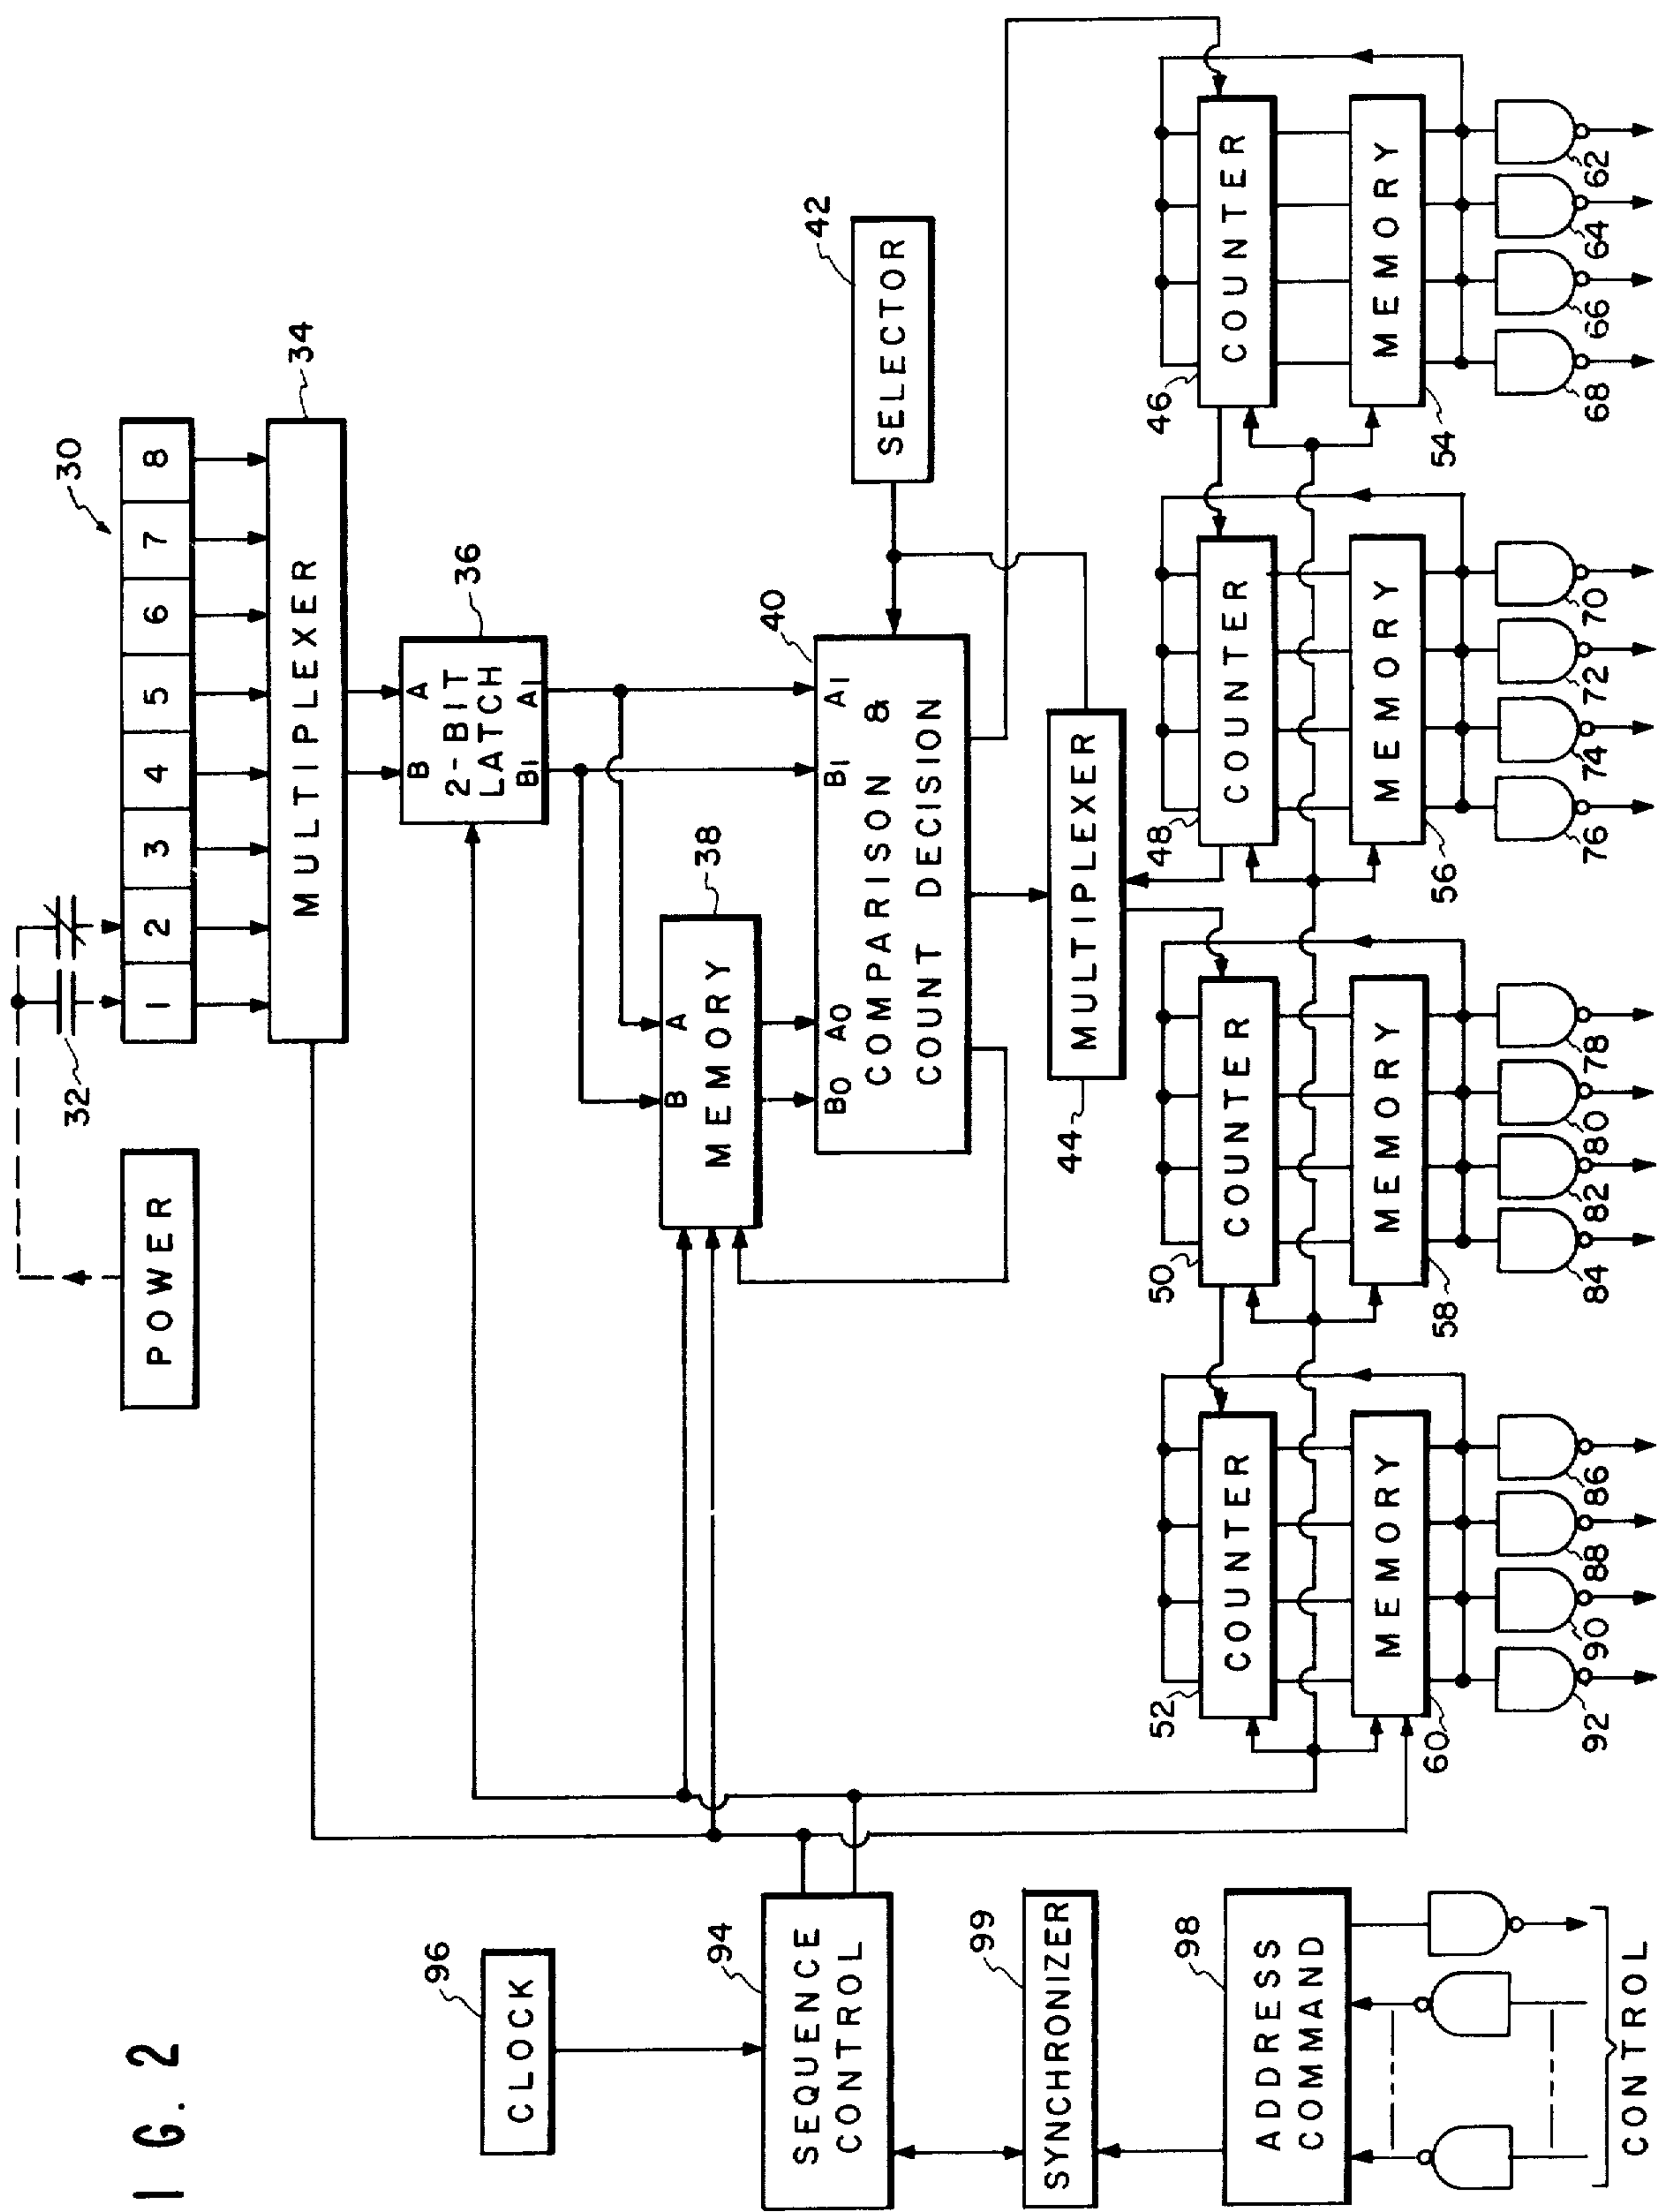 1 G. 2
POWER
32
30
1 2 3 4 5 6 7 8
MULTIPLEXER
34
B A
2-BIT
LATCH
B1 A1
36
B A
MEMORY
38
40
B0 A0 B1 A1
COMPARISON &
COUNT DECISION
SELECTOR
42
MULTIPLEXER
44
CLOCK
96
SEQUENCE
CONTROL
94
SYNCHRONIZER
99
ADDRESS
COMMAND
98
CONTROL
52
COUNTER
50
COUNTER
48
COUNTER
46
COUNTER
60
MEMORY
58
MEMORY
56
MEMORY
54
MEMORY
92 90 88 86 84 82 80 78 76 74 72 70 68 66 64 62